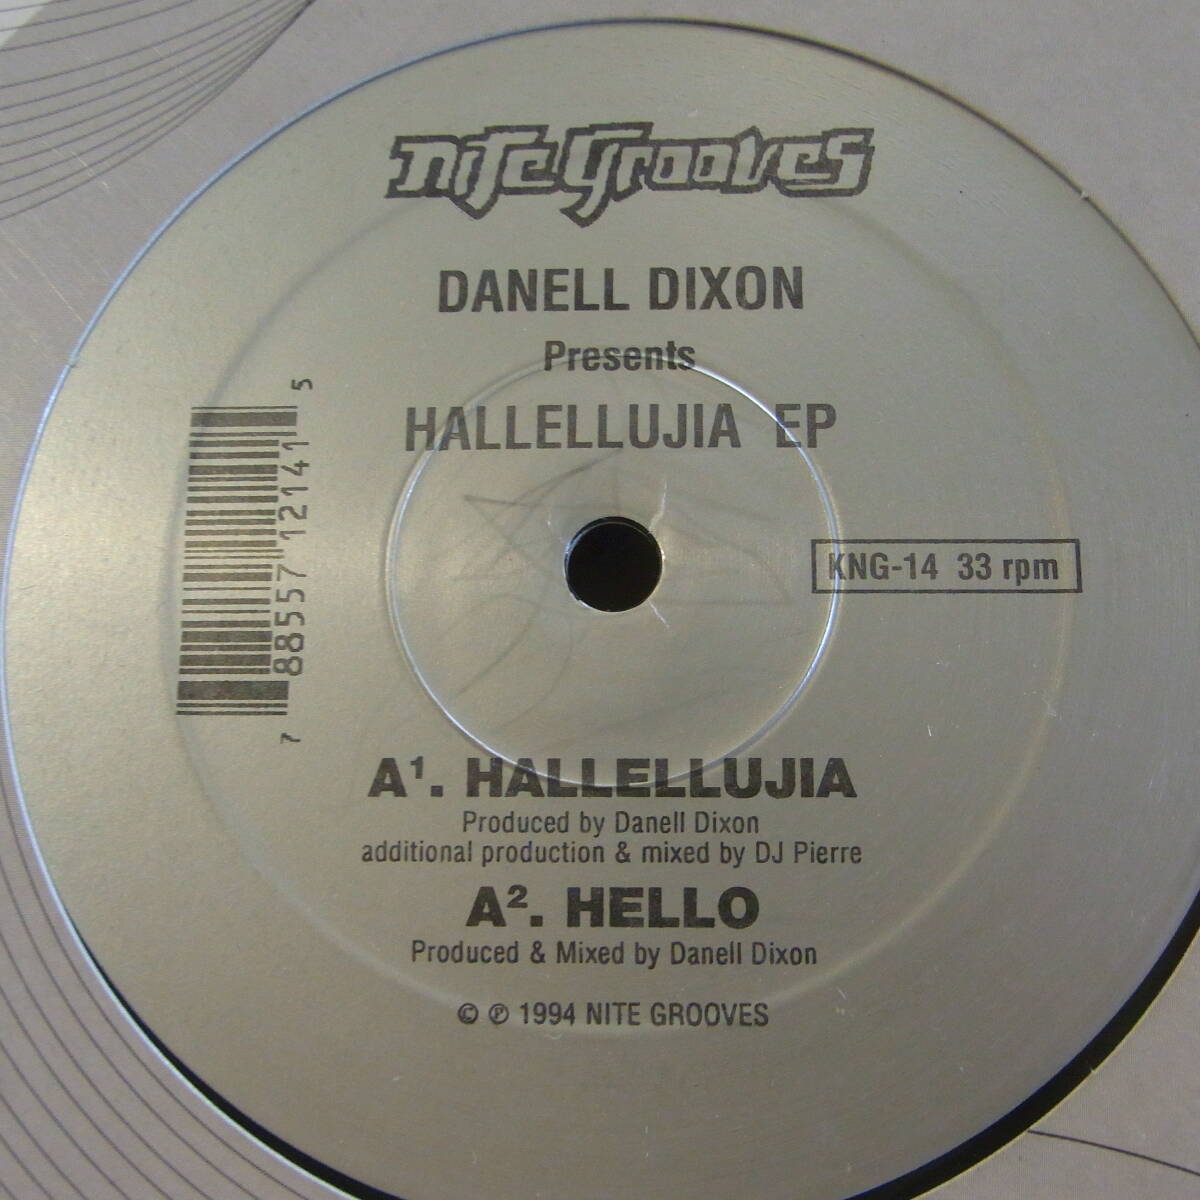 nite grooves
DANELL DIXON
Presents
HALLELLUJIA EP
7 88557 12141 5
KNG-14 33 rpm
A¹. HALLELLUJIA
Produced by Danell Dixon
additional production & mixed by DJ Pierre
A². HELLO
Produced & Mixed by Danell Dixon
© ℗ 1994 NITE GROOVES